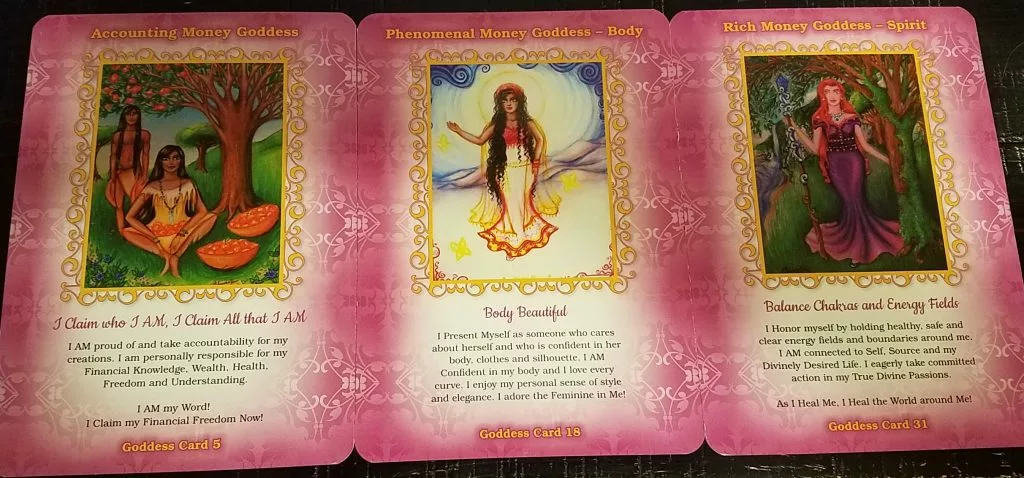 Accounting Money Goddess
I Claim who I AM, I Claim All that I AM
I AM proud of and take accountability for my
creations. I am personally responsible for my
Financial Knowledge, Wealth, Health,
Freedom and Understanding.
I AM my Word!
I Claim my Financial Freedom Now!
Goddess Card 5
Phenomenal Money Goddess – Body
Body Beautiful
I Present Myself as someone who cares
about herself and who is confident in her
body, clothes and silhouette. I AM
Confident in my body and I love every
curve. I enjoy my personal sense of style
and elegance. I adore the Feminine in Me!
Goddess Card 18
Rich Money Goddess – Spirit
Balance Chakras and Energy Fields
I Honor myself by holding healthy, safe and
clear energy fields and boundaries around me.
I AM connected to Self, Source and my
Divinely Desired Life. I eagerly take committed
action in my True Divine Passions.
As I Heal Me, I Heal the World around Me!
Goddess Card 31